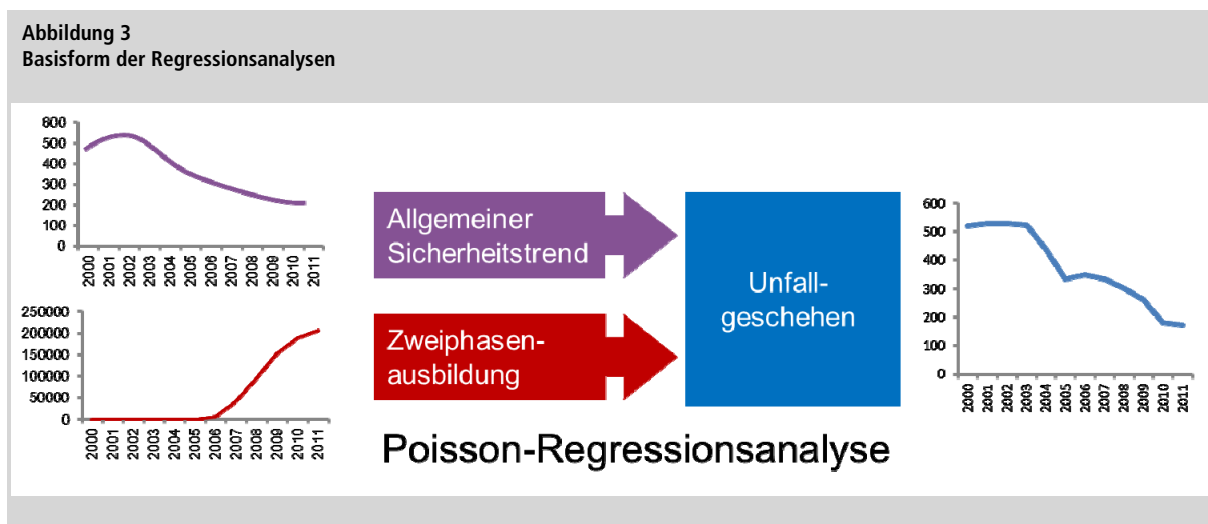 Abbildung 3
Basisform der Regressionsanalysen
600
500
400
300
200
100
0
2000 2001 2002 2003 2004 2005 2006 2007 2008 2009 2010 2011
250000
200000
150000
100000
50000
0
2000 2001 2002 2003 2004 2005 2006 2007 2008 2009 2010 2011
Allgemeiner
Sicherheitstrend
Zweiphasen-
ausbildung
Unfall-
geschehen
Poisson-Regressionsanalyse
600
500
400
300
200
100
0
2000 2001 2002 2003 2004 2005 2006 2007 2008 2009 2010 2011